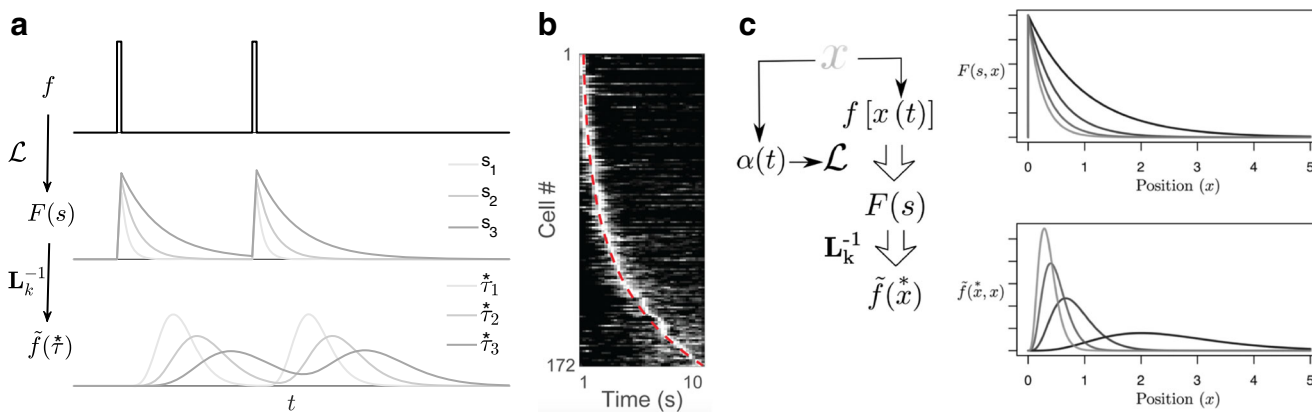 a
f
ℒ
F(s)
L_k^{-1}
f̃(τ*)
s₁
s₂
s₃
τ*₁
τ*₂
τ*₃
t
b
Cell #
1
172
1 10
Time (s)
c
x
f [x (t)]
α(t) ℒ
F(s)
L_k^{-1}
f̃(x*)
F(s, x)
0 1 2 3 4 5
Position (x)
f̃(x*, x)
0 1 2 3 4 5
Position (x)